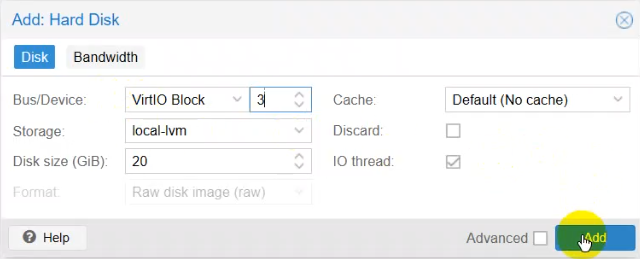 Add: Hard Disk
Disk Bandwidth
Bus/Device: VirtIO Block 3 Cache: Default (No cache)
Storage: local-lvm Discard:
Disk size (GiB): 20 IO thread:
Format: Raw disk image (raw)
? Help Advanced Add